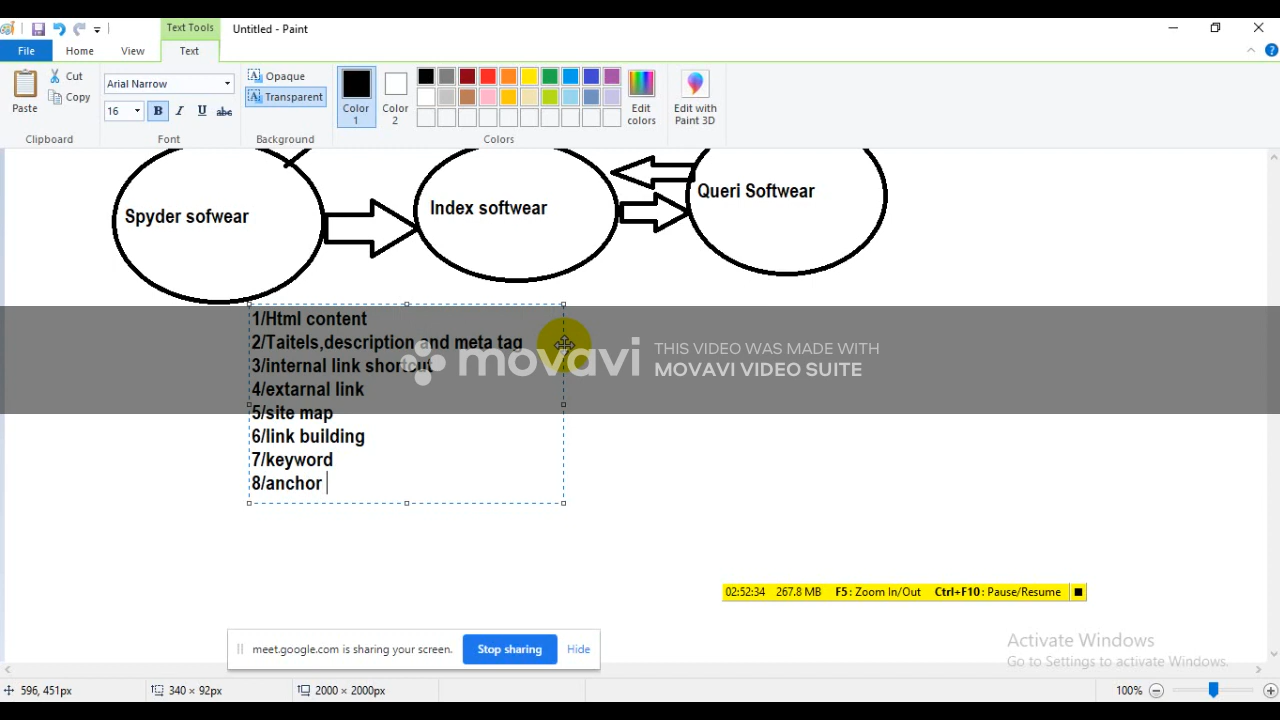 Text Tools
Untitled - Paint
File
Home
View
Text
Paste
Cut
Copy
Clipboard
Arial Narrow
16
B
I
U
abc
Font
Opaque
Transparent
Background
Color 1
Color 2
Edit colors
Colors
Edit with Paint 3D
Spyder sofwear
Index softwear
Queri Softwear
1/Html content
2/Taitels,description and meta tag
3/internal link shortcut
4/extarnal link
5/site map
6/link building
7/keyword
8/anchor
movavi
THIS VIDEO WAS MADE WITH
MOVAVI VIDEO SUITE
02:52:34 267.8 MB F5: Zoom In/Out Ctrl+F10: Pause/Resume
meet.google.com is sharing your screen.
Stop sharing
Hide
Activate Windows
Go to Settings to activate Windows.
596, 451px
340 × 92px
2000 × 2000px
100%